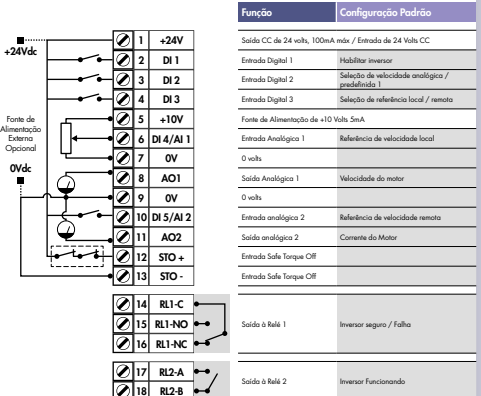 Função Configuração Padrão
+24Vdc
1 +24V Saída CC de 24 volts, 100mA máx / Entrada de 24 Volts CC
2 DI 1 Entrada Digital 1 Habilitar inversor
3 DI 2 Entrada Digital 2 Seleção de velocidade analógica /
predefinida 1
4 DI 3 Entrada Digital 3 Seleção de referência local / remota
Fonte de
Alimentação
Externa
Opcional
5 +10V Fonte de Alimentação de +10 Volts 5mA
6 DI 4/AI 1 Entrada Analógica 1 Referência de velocidade local
7 0V 0 volts
0Vdc
8 AO1 Saída Analógica 1 Velocidade do motor
9 0V 0 volts
10 DI 5/AI 2 Entrada analógica 2 Referência de velocidade remota
11 AO2 Saída analógica 2 Corrente do Motor
12 STO + Entrada Safe Torque Off
13 STO - Entrada Safe Torque Off
14 RL1-C
15 RL1-NO Saída à Relé 1 Inversor seguro / Falha
16 RL1-NC
17 RL2-A Saída à Relé 2 Inversor Funcionando
18 RL2-B